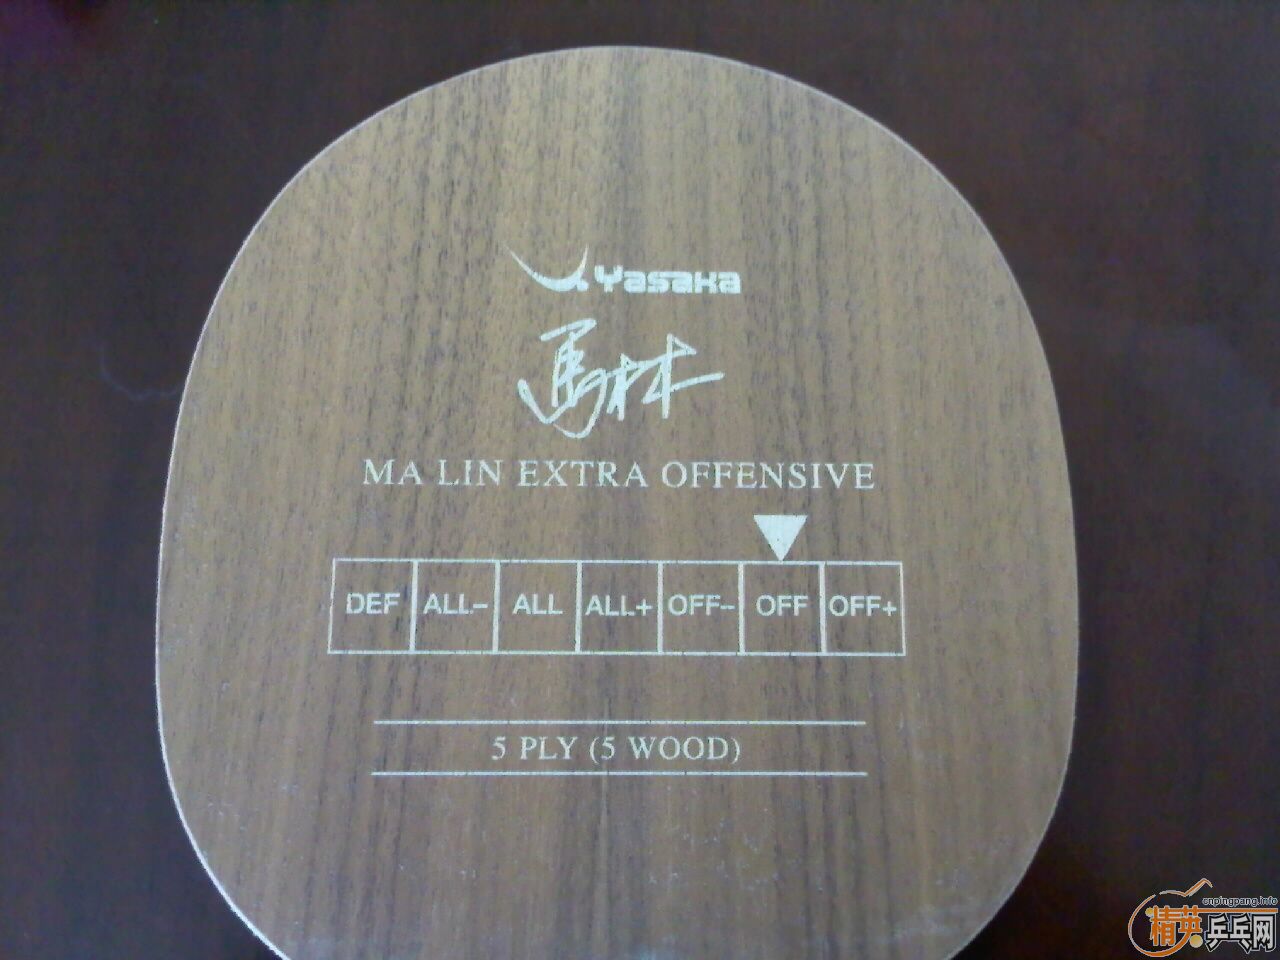 Yasaka
馬林
MA LIN EXTRA OFFENSIVE
DEF ALL- ALL ALL+ OFF- OFF OFF+
5 PLY (5 WOOD)
cnpingpang.info
精英乒乓网